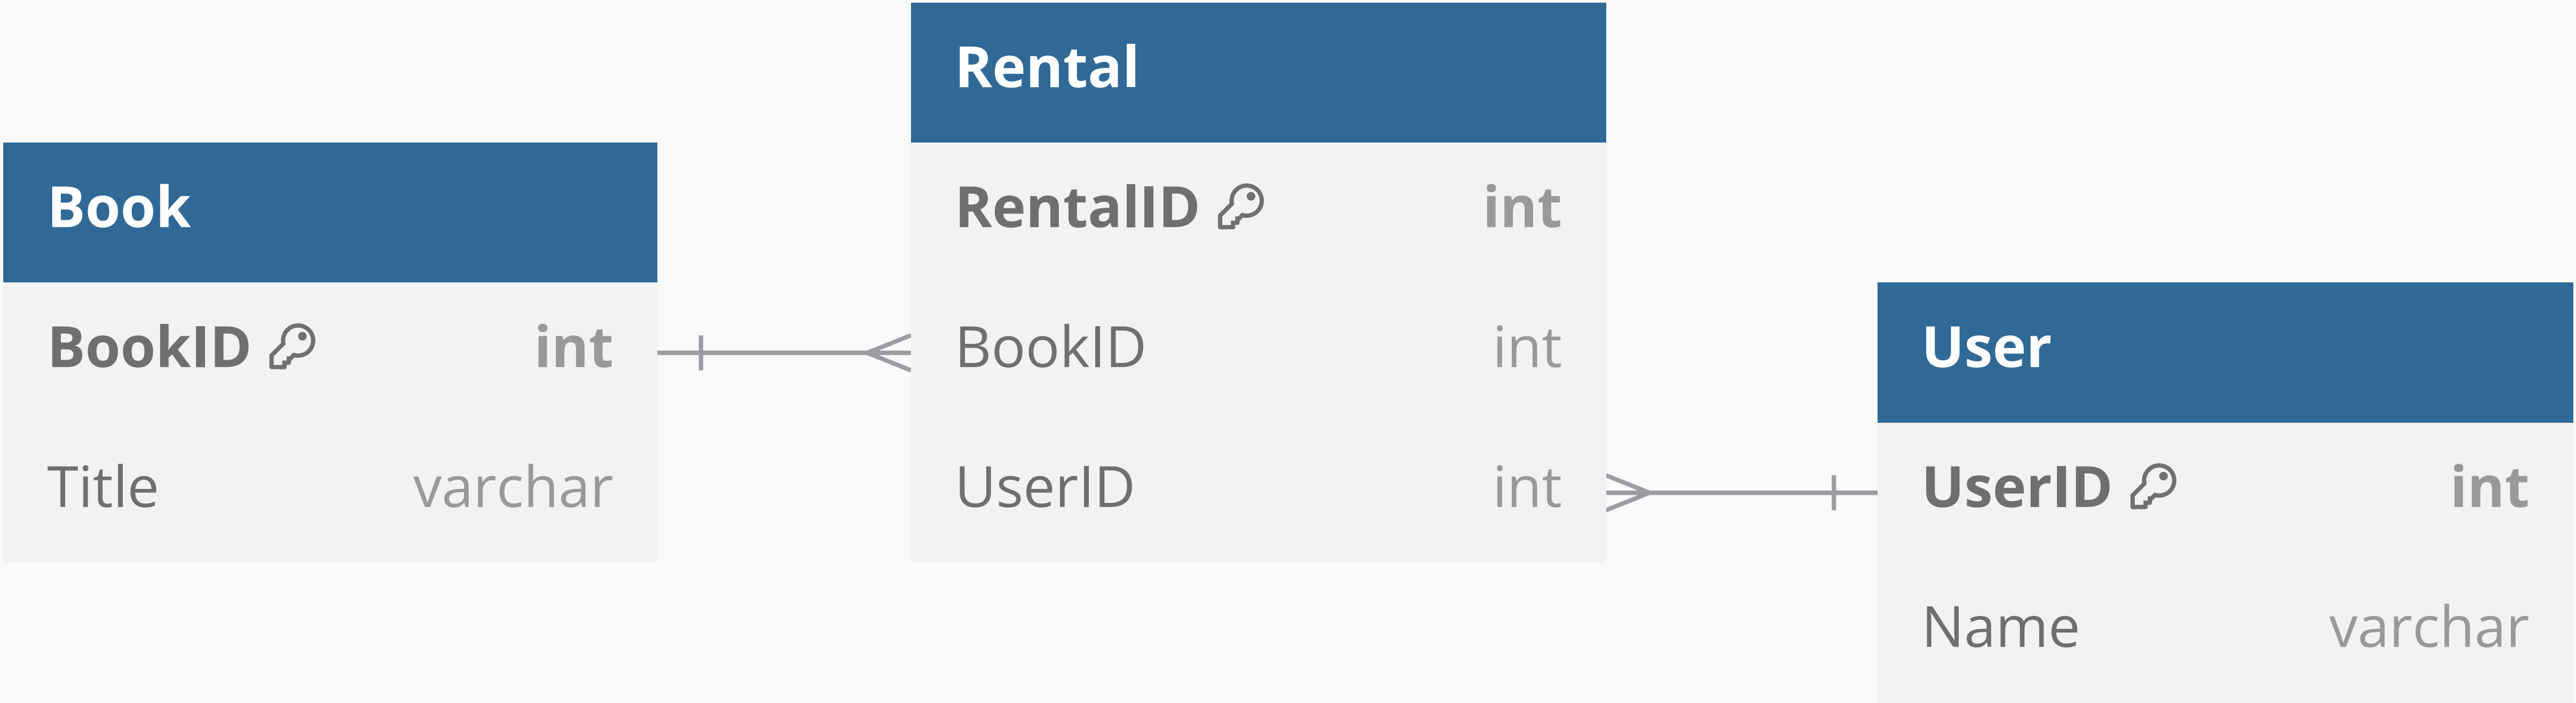 Book
BookID int
Title varchar
Rental
RentalID int
BookID int
UserID int
User
UserID int
Name varchar